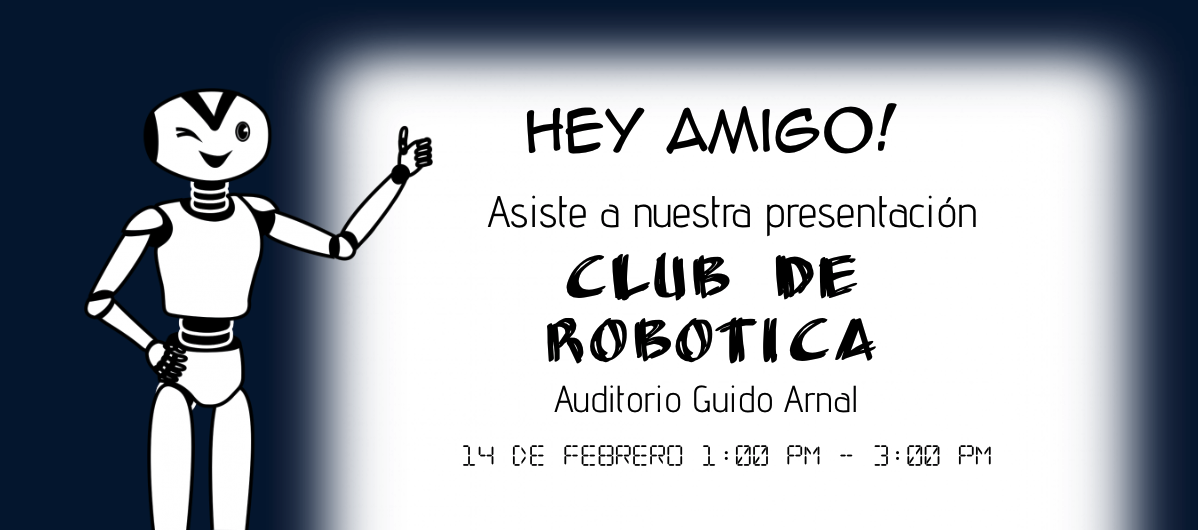 HEY AMIGO!
Asiste a nuestra presentación
CLUB DE
ROBOTICA
Auditorio Guido Arnal
14 DE FEBRERO 1:00 PM - 3:00 PM